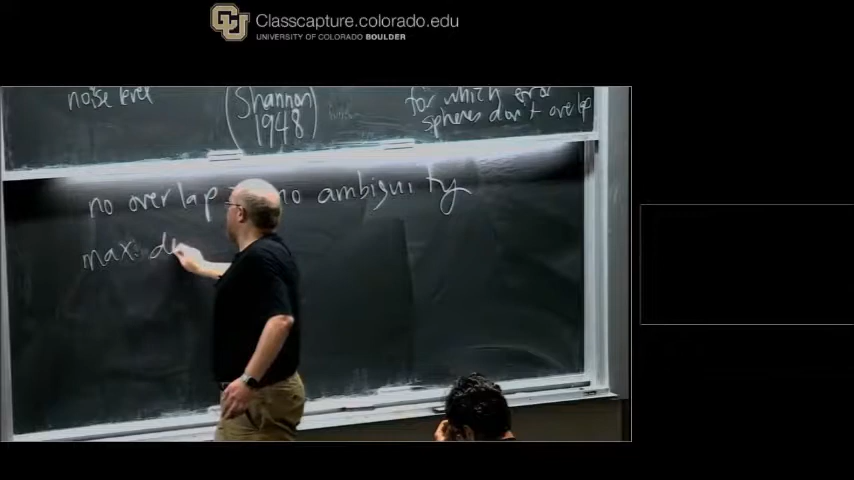 Classcapture.colorado.edu
UNIVERSITY OF COLORADO BOULDER
noise level
(Shannon
1948)
for which error
spheres don't overlap
no overlap no ambiguity
max. d